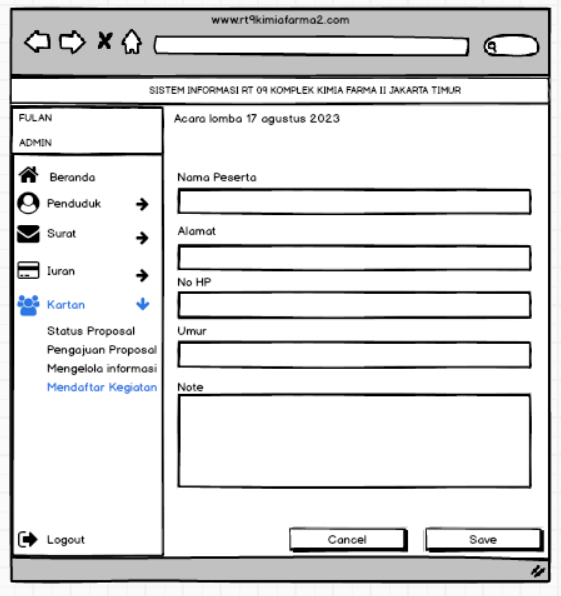 www.rt9kimiafarma2.com
SISTEM INFORMASI RT 09 KOMPLEK KIMIA FARMA II JAKARTA TIMUR
FULAN
ADMIN
Beranda
Penduduk
Surat
Iuran
Kartan
Status Proposal
Pengajuan Proposal
Mengelola informasi
Mendaftar Kegiatan
Logout
Acara lomba 17 agustus 2023
Nama Peserta
Alamat
No HP
Umur
Note
Cancel
Save